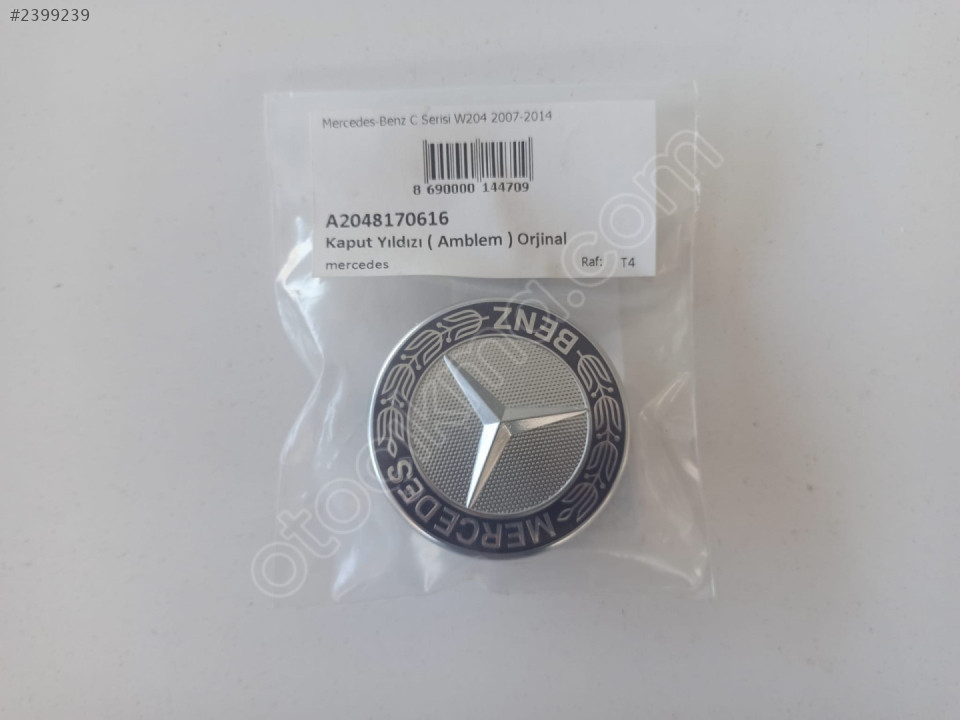 #2399239
Mercedes-Benz C Serisi W204 2007-2014
8 690000 144709
A2048170616
Kaput Yıldızı ( Amblem ) Orjinal
mercedes Raf: T4
otocikma.com
BENZ
MERCEDES